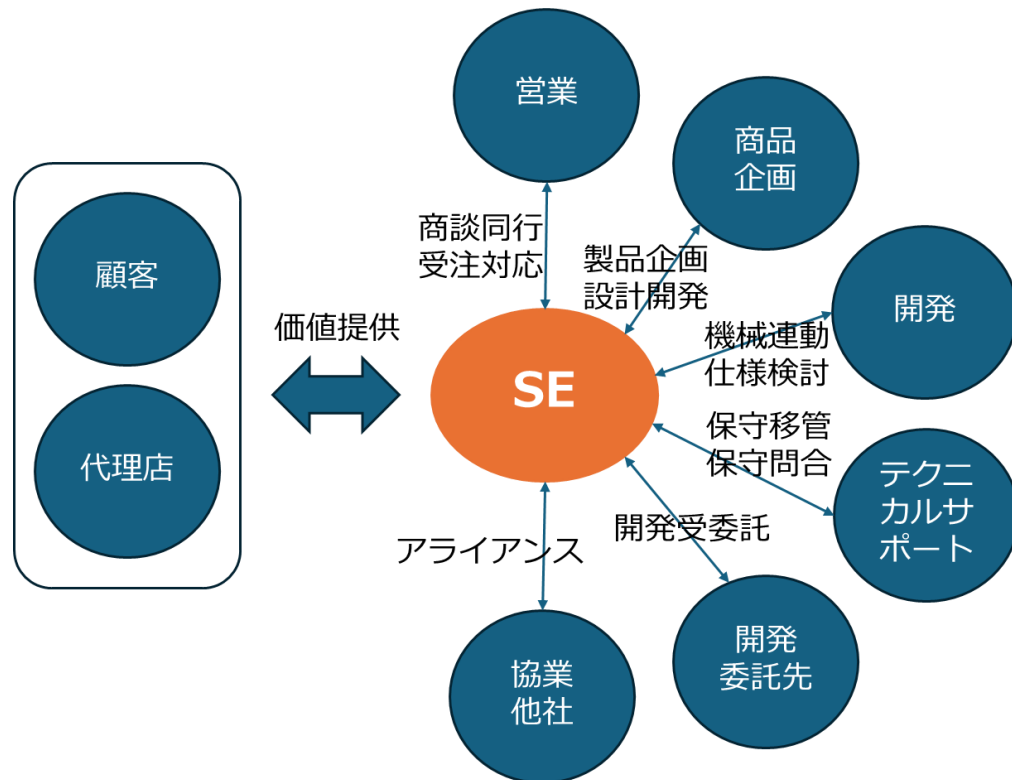 営業
商品
企画
商談同行
受注対応
製品企画
設計開発
顧客
開発
価値提供
機械連動
仕様検討
SE
代理店
保守移管
保守問合
テクニ
カルサ
ポート
開発受委託
アライアンス
開発
委託先
協業
他社